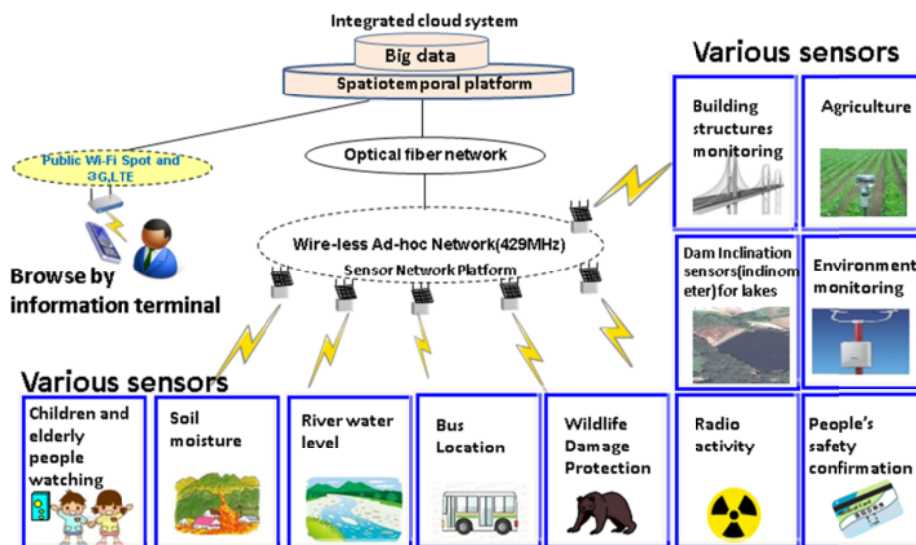 Integrated cloud system
Big data
Spatiotemporal platform
Public Wi-Fi Spot and
3G,LTE
Optical fiber network
Wire-less Ad-hoc Network(429MHz)
Sensor Network Platform
Browse by
information terminal
Various sensors
Building
structures
monitoring
Agriculture
Dam Inclination
sensors(inclinom
eter)for lakes
Environment
monitoring
Various sensors
Children and
elderly
people
watching
Soil
moisture
River water
level
Bus
Location
Wildlife
Damage
Protection
Radio
activity
People's
safety
confirmation